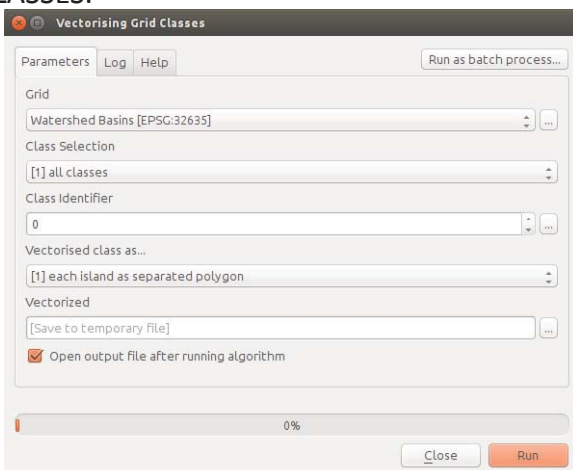 CLASSES.
Vectorising Grid Classes
Parameters Log Help Run as batch process...
Grid
Watershed Basins [EPSG:32635] ...
Class Selection
[1] all classes
Class Identifier
0 ...
Vectorised class as...
[1] each island as separated polygon
Vectorized
[Save to temporary file] ...
Open output file after running algorithm
0%
Close Run